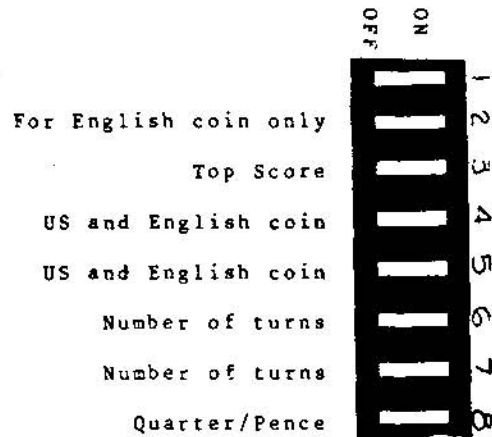 OFF ON
1
For English coin only 2
Top Score 3
US and English coin 4
US and English coin 5
Number of turns 6
Number of turns 7
Quarter/Pence 8